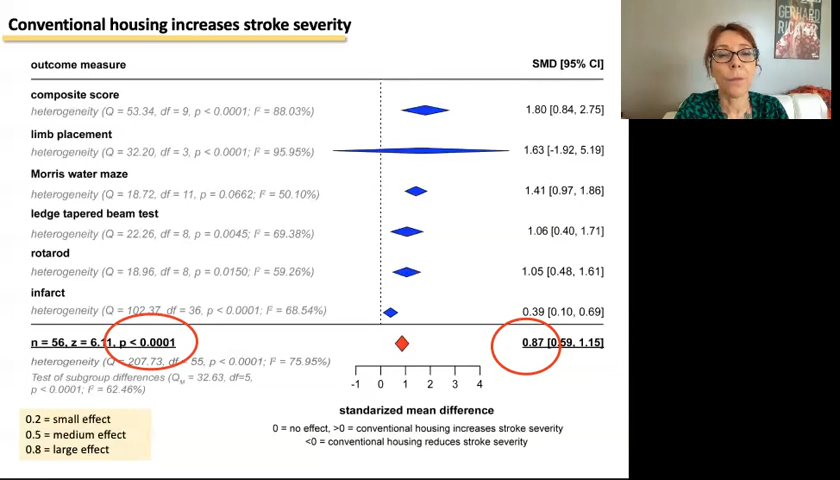 Conventional housing increases stroke severity
outcome measure SMD [95% CI]
composite score
heterogeneity (Q = 53.34, df = 9, p < 0.0001; I² = 88.03%) 1.80 [0.84, 2.75]
limb placement
heterogeneity (Q = 32.20, df = 3, p < 0.0001; I² = 95.95%) 1.63 [-1.92, 5.19]
Morris water maze
heterogeneity (Q = 18.72, df = 11, p = 0.0662; I² = 50.10%) 1.41 [0.97, 1.86]
ledge tapered beam test
heterogeneity (Q = 22.26, df = 8, p = 0.0045; I² = 69.38%) 1.06 [0.40, 1.71]
rotarod
heterogeneity (Q = 18.96, df = 8, p = 0.0150; I² = 59.26%) 1.05 [0.48, 1.61]
infarct
heterogeneity (Q = 102.37, df = 36, p < 0.0001; I² = 68.54%) 0.39 [0.10, 0.69]
n = 56, z = 6.11, p < 0.0001 0.87 [0.59, 1.15]
heterogeneity (Q = 207.73, df = 55, p < 0.0001; I² = 75.95%)
Test of subgroup differences (QM = 32.63, df=5,
p < 0.0001; I² = 62.46%)
-1 0 1 2 3 4
standarized mean difference
0 = no effect, >0 = conventional housing increases stroke severity
<0 = conventional housing reduces stroke severity
0.2 = small effect
0.5 = medium effect
0.8 = large effect
GERHARD